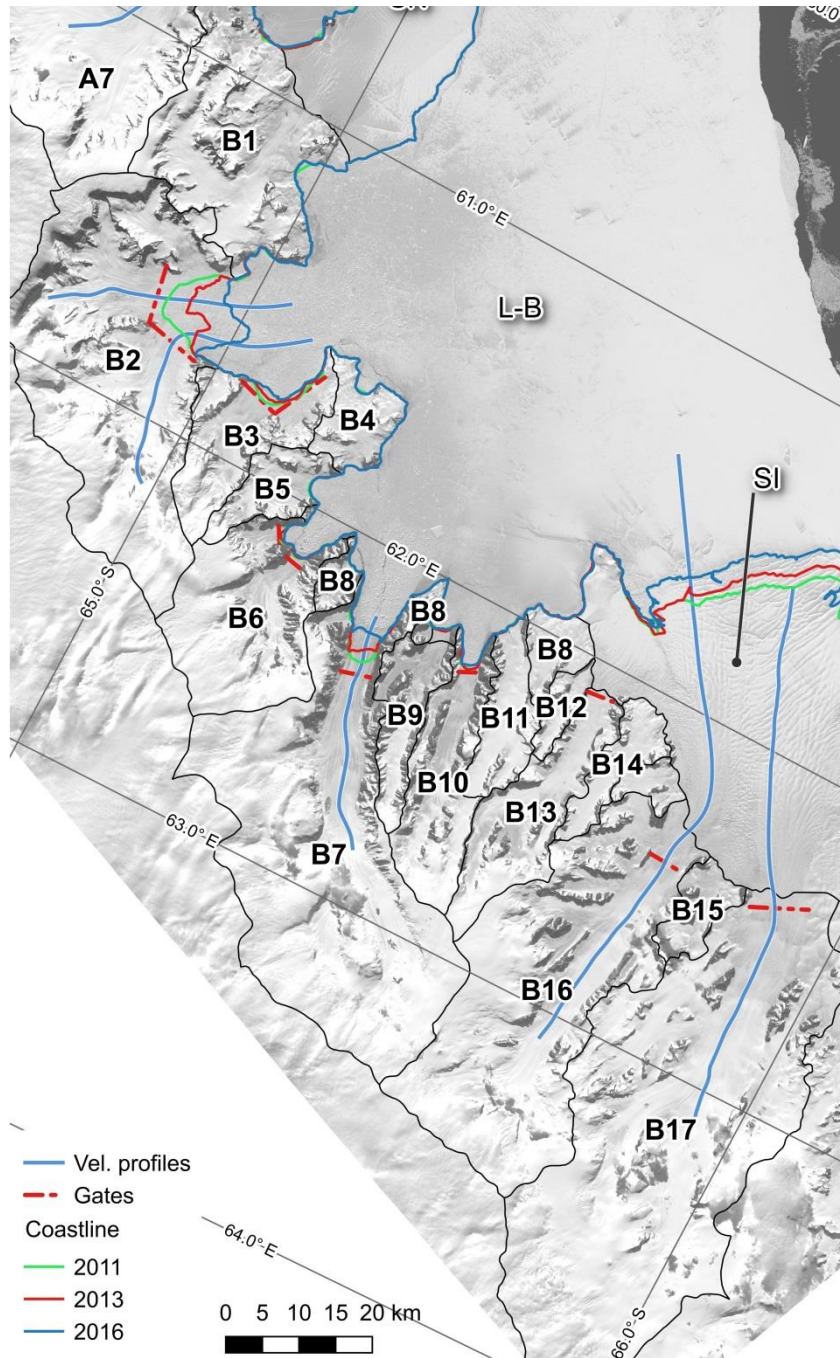 A7
B1
61.0° E
L-B
B2
B3
B4
B5
SI
62.0° E
65.0° S
B8
B6
B8
B8
B9
B11
B12
B14
B10
B13
63.0° E
B7
B15
B16
B17
Vel. profiles
Gates
Coastline
2011
2013
2016
64.0° E
0 5 10 15 20 km
66.0° S